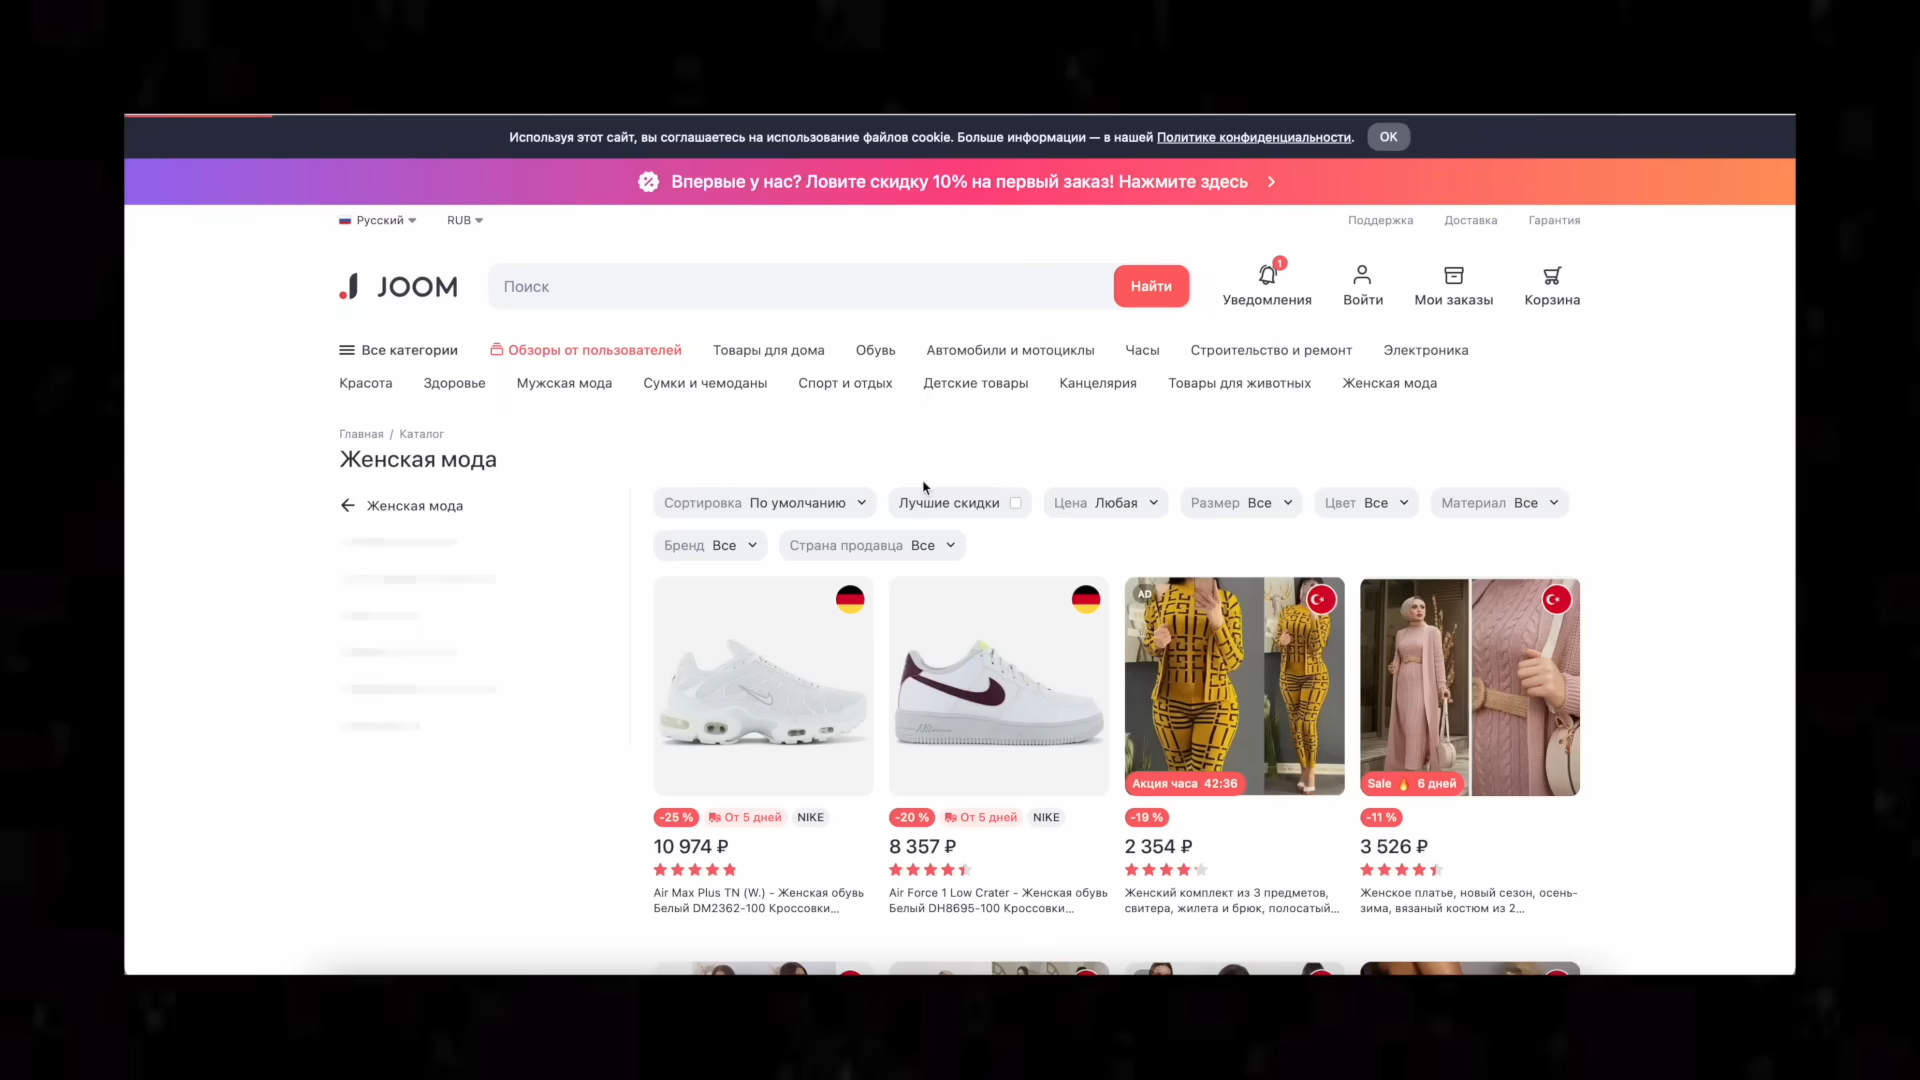 Используя этот сайт, вы соглашаетесь на использование файлов cookie. Больше информации — в нашей Политике конфиденциальности. OK
Впервые у нас? Ловите скидку 10% на первый заказ! Нажмите здесь
Русский RUB Поддержка Доставка Гарантия
JOOM Поиск Найти 1 Уведомления Войти Мои заказы Корзина
Все категории Обзоры от пользователей Товары для дома Обувь Автомобили и мотоциклы Часы Строительство и ремонт Электроника
Красота Здоровье Мужская мода Сумки и чемоданы Спорт и отдых Детские товары Канцелярия Товары для животных Женская мода
Главная / Каталог
Женская мода
Женская мода
Сортировка По умолчанию Лучшие скидки Цена Любая Размер Все Цвет Все Материал Все
Бренд Все Страна продавца Все
AD
Акция часа 42:36 Sale 6 дней
-25 % От 5 дней NIKE -20 % От 5 дней NIKE -19 % -11 %
10 974 ₽ 8 357 ₽ 2 354 ₽ 3 526 ₽
Air Max Plus TN (W.) - Женская обувь Air Force 1 Low Crater - Женская обувь Женский комплект из 3 предметов, Женское платье, новый сезон, осень-
Белый DM2362-100 Кроссовки... Белый DH8695-100 Кроссовки... свитера, жилета и брюк, полосатый... зима, вязаный костюм из 2...